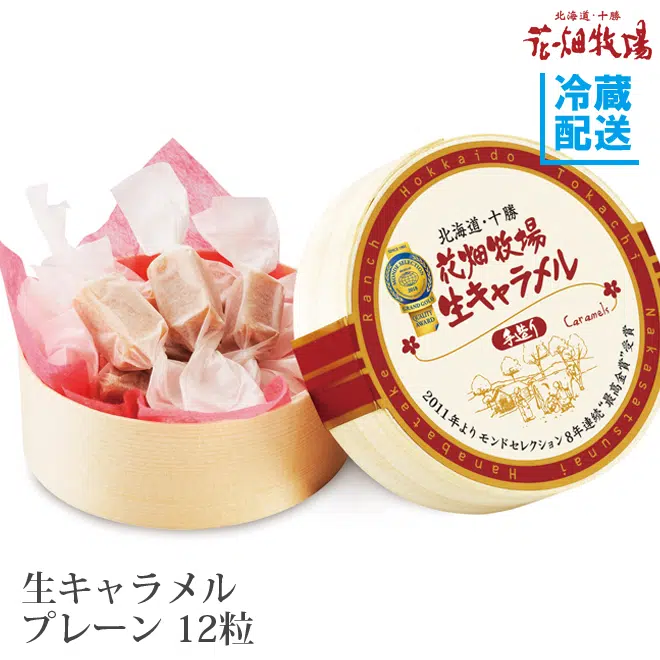 北海道・十勝
花畑牧場
冷蔵
配送
Hokkaido Tokachi Nakasatsunai Hanabatake Ranch
北海道・十勝
花畑牧場
生キャラメル
MONDE SELECTION
2018
GRAND GOLD
QUALITY
AWARD
手造り
Caramels
2011年よりモンドセレクション8年連続“最高金賞”受賞
生キャラメル
プレーン 12粒